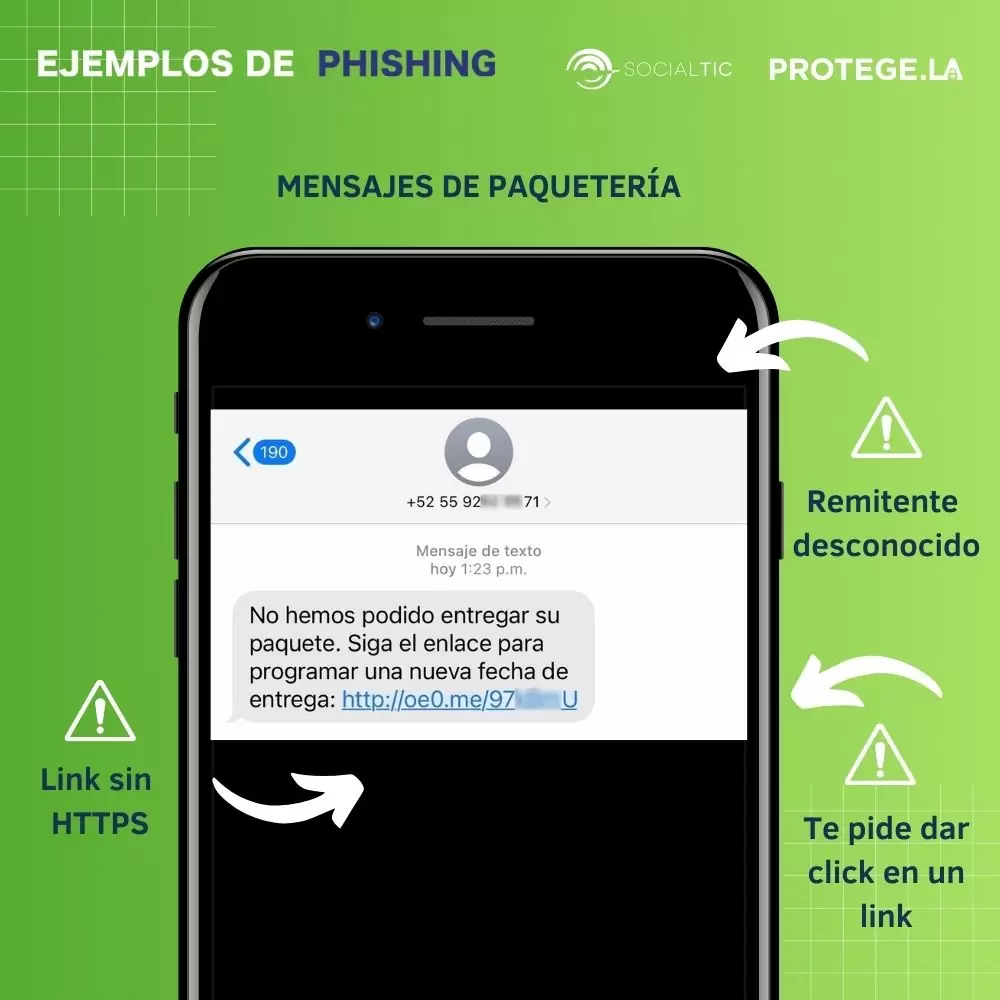 EJEMPLOS DE PHISHING
SOCIALTIC
PROTEGE.LA
MENSAJES DE PAQUETERÍA
190
+52 55 92 71
Mensaje de texto
hoy 1:23 p.m.
No hemos podido entregar su
paquete. Siga el enlace para
programar una nueva fecha de
entrega: http://oe0.me/97 U
Remitente
desconocido
Link sin
HTTPS
Te pide dar
click en un
link